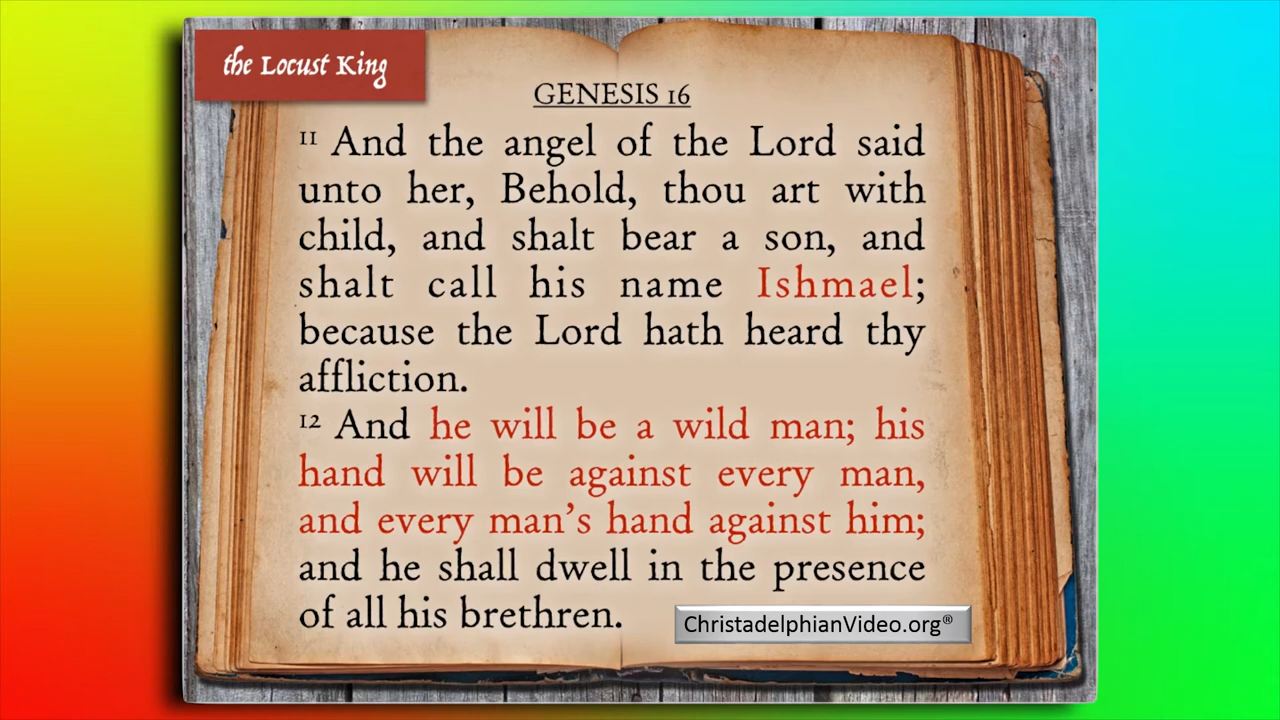 the Locust King
GENESIS 16
11 And the angel of the Lord said
unto her, Behold, thou art with
child, and shalt bear a son, and
shalt call his name Ishmael;
because the Lord hath heard thy
affliction.
12 And he will be a wild man; his
hand will be against every man,
and every man’s hand against him;
and he shall dwell in the presence
of all his brethren.
ChristadelphianVideo.org®